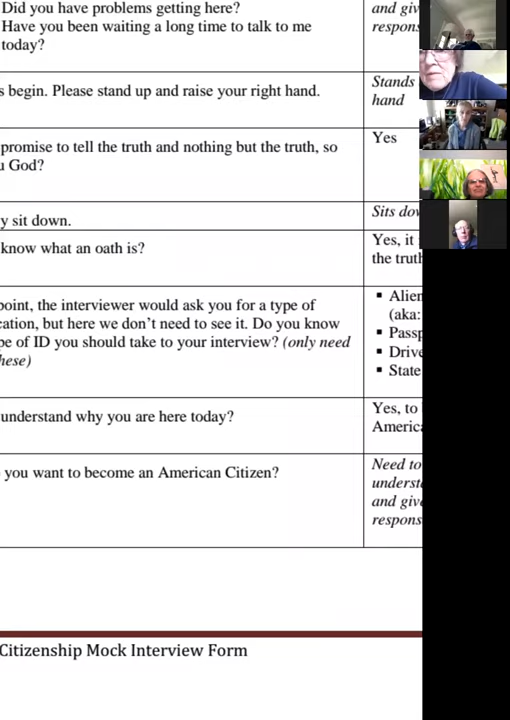 Did you have problems getting here?
Have you been waiting a long time to talk to me
today?
and giv
respons
s begin. Please stand up and raise your right hand.
Stands
hand
promise to tell the truth and nothing but the truth, so
u God?
Yes
y sit down.
Sits dov
know what an oath is?
Yes, it
the truth
point, the interviewer would ask you for a type of
cation, but here we don't need to see it. Do you know
pe of ID you should take to your interview? (only need
hese)
▪ Alien
(aka:
▪ Passp
▪ Drive
▪ State
understand why you are here today?
Yes, to
America
you want to become an American Citizen?
Need to
understa
and give
respons
Citizenship Mock Interview Form